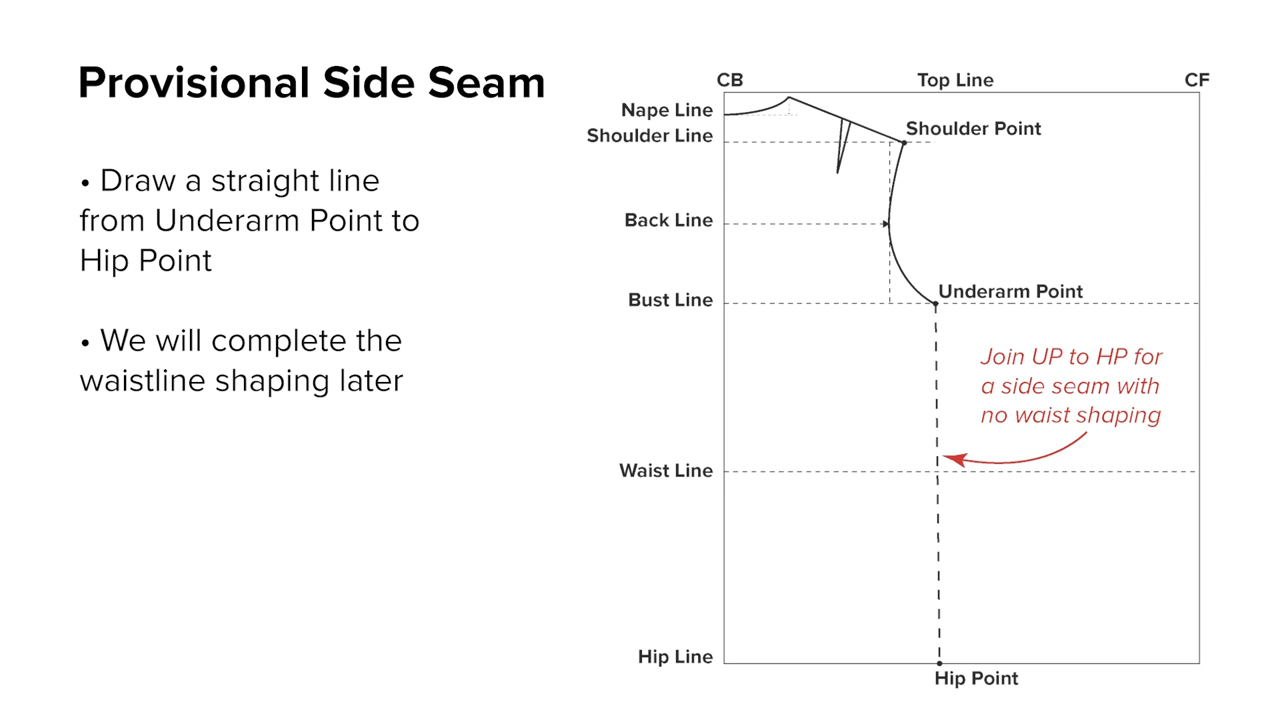 Provisional Side Seam
• Draw a straight line
from Underarm Point to
Hip Point
• We will complete the
waistline shaping later
CB
Top Line
CF
Nape Line
Shoulder Line
Shoulder Point
Back Line
Bust Line
Underarm Point
Join UP to HP for
a side seam with
no waist shaping
Waist Line
Hip Line
Hip Point